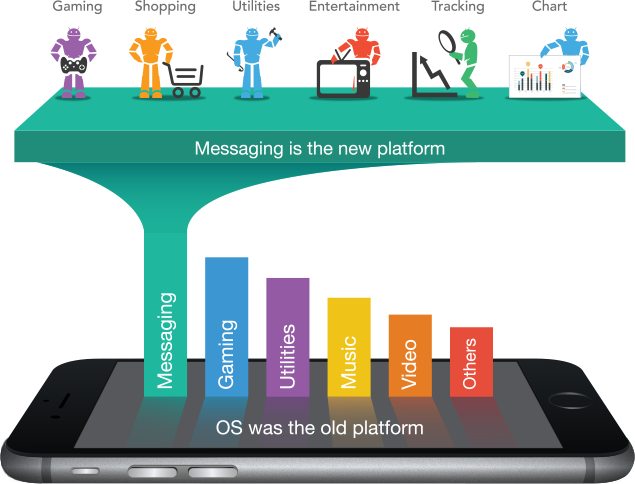 Gaming
Shopping
Utilities
Entertainment
Tracking
Chart
Messaging is the new platform
Messaging
Gaming
Utilities
Music
Video
Others
OS was the old platform